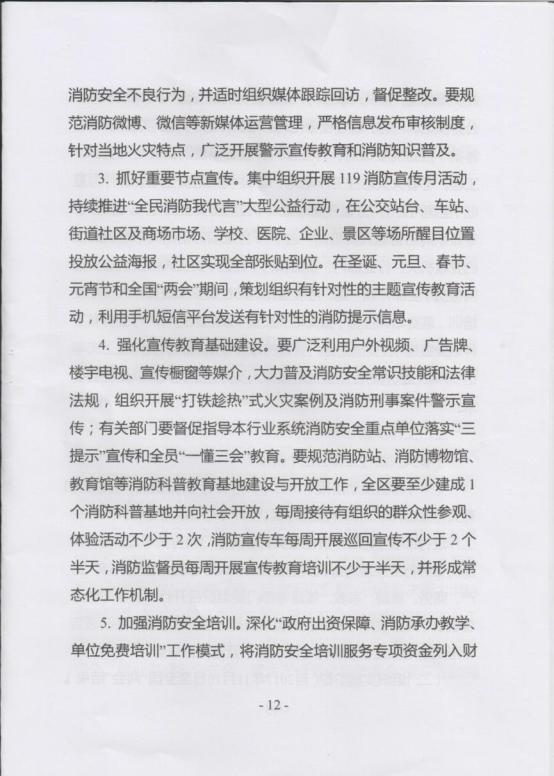 消防安全不良行为，并适时组织媒体跟踪回访，督促整改。要规
范消防微博、微信等新媒体运营管理，严格信息发布审核制度，
针对当地火灾特点，广泛开展警示宣传教育和消防知识普及。
3. 抓好重要节点宣传。集中组织开展 119 消防宣传月活动，
持续推进“全民消防我代言”大型公益行动，在公交站台、车站、
街道社区及商场市场、学校、医院、企业、景区等场所醒目位置
投放公益海报，社区实现全部张贴到位。在圣诞、元旦、春节、
元宵节和全国“两会”期间，策划组织有针对性的主题宣传教育活
动，利用手机短信平台发送有针对性的消防提示信息。
4. 强化宣传教育基础建设。要广泛利用户外视频、广告牌、
楼宇电视、宣传橱窗等媒介，大力普及消防安全常识技能和法律
法规，组织开展“打铁趁热”式火灾案例及消防刑事案件警示宣
传；有关部门要督促指导本行业系统消防安全重点单位落实“三
提示”宣传和全员“一懂三会”教育。要规范消防站、消防博物馆、
教育馆等消防科普教育基地建设与开放工作，全区要至少建成 1
个消防科普基地并向社会开放，每周接待有组织的群众性参观、
体验活动不少于 2 次，消防宣传车每周开展巡回宣传不少于 2 个
半天，消防监督员每周开展宣传教育培训不少于半天，并形成常
态化工作机制。
5. 加强消防安全培训。深化“政府出资保障、消防承办教学、
单位免费培训”工作模式，将消防安全培训服务专项资金列入财
- 12 -